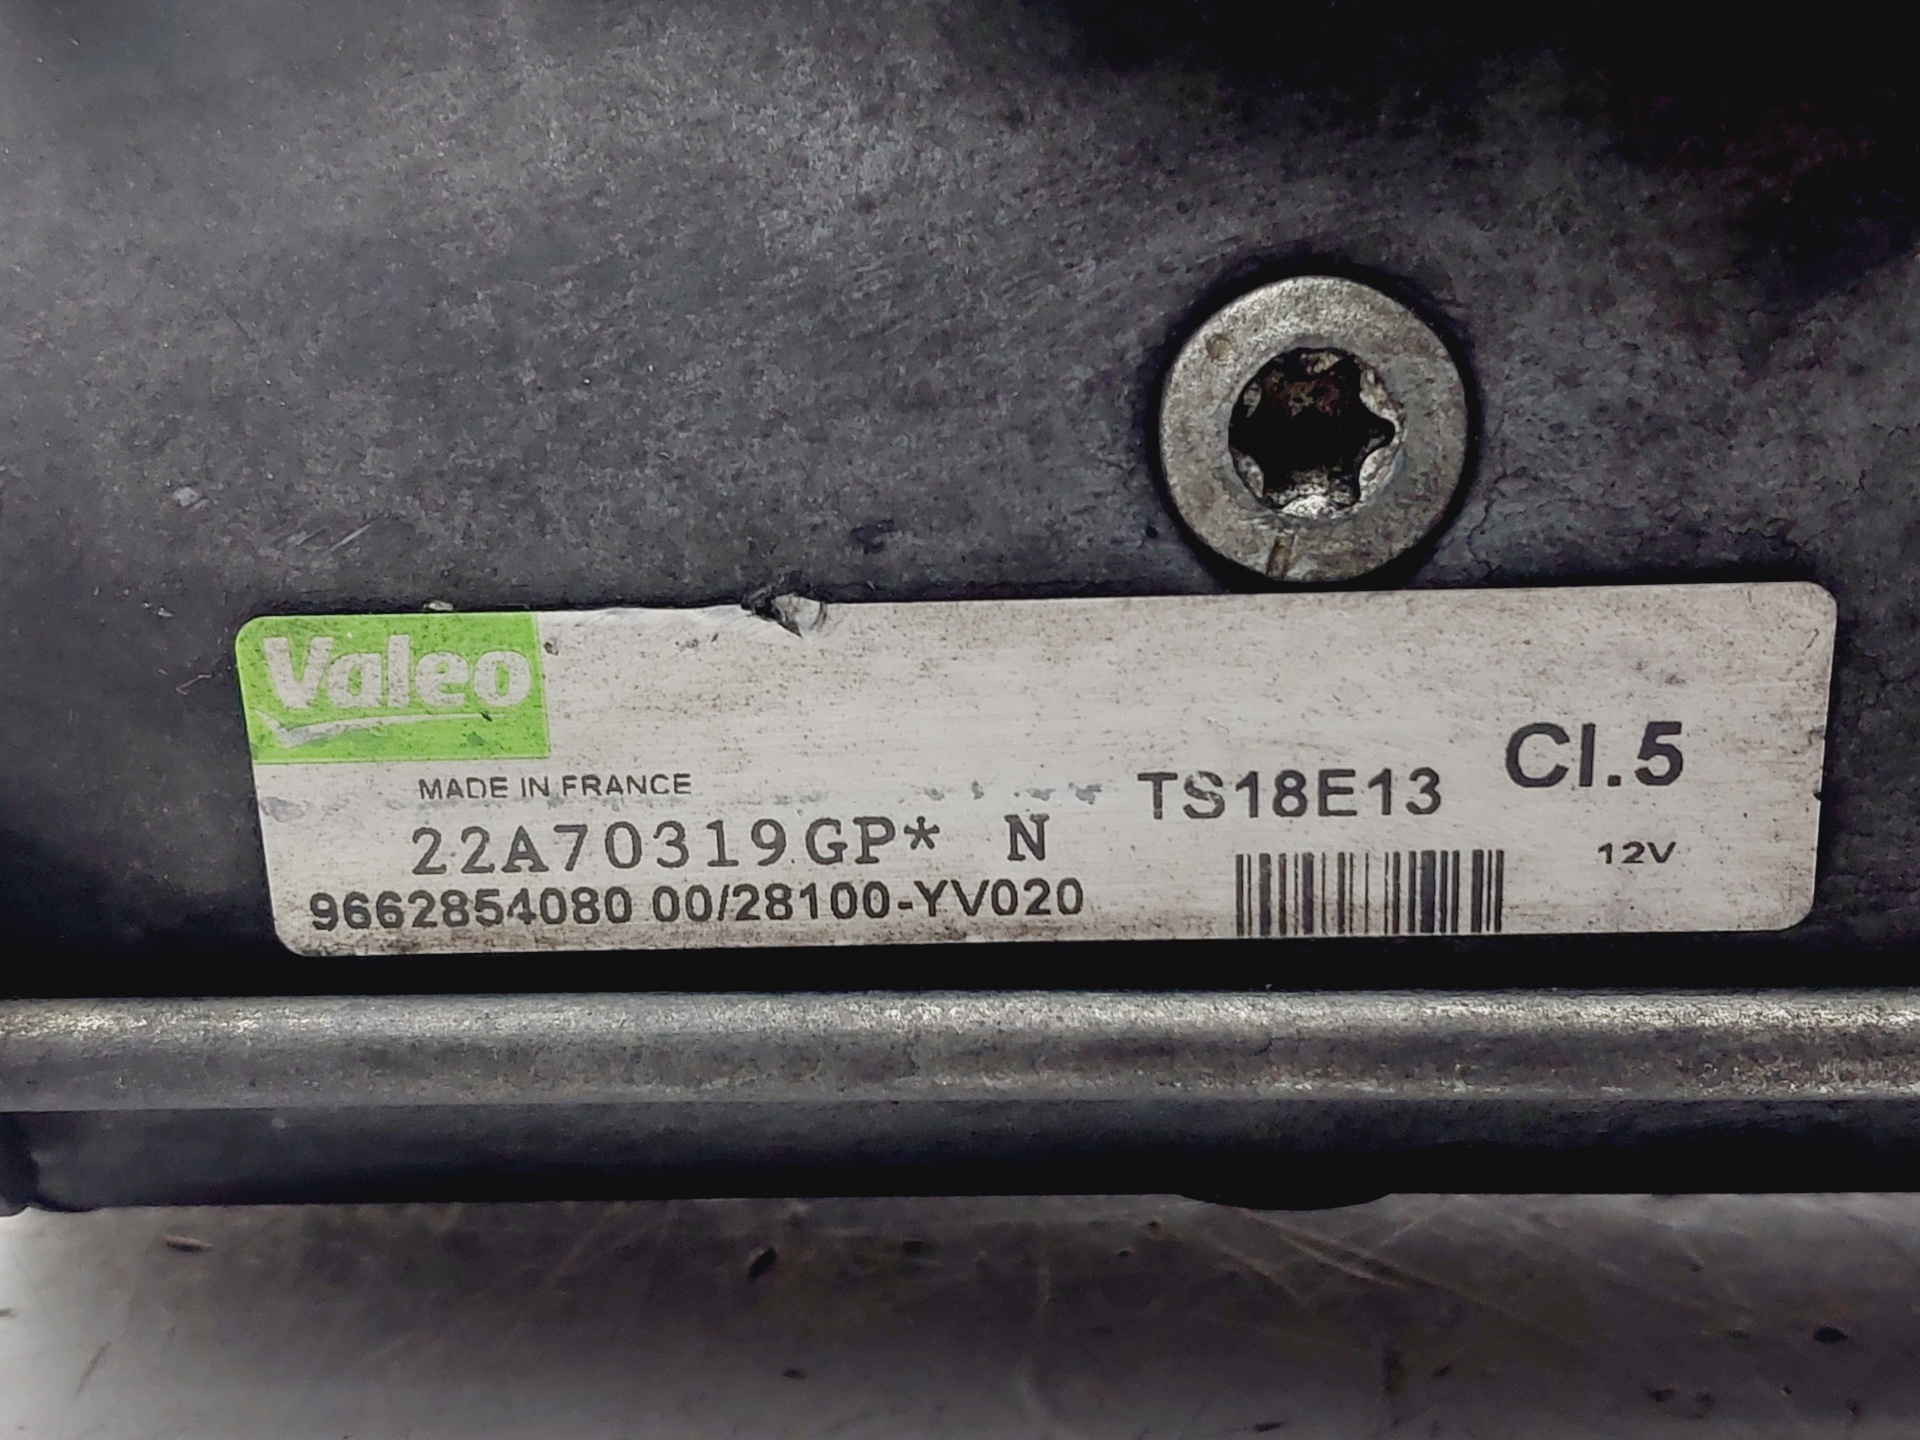 Valeo
MADE IN FRANCE
TS18E13
Cl.5
22A70319GP* N
12V
9662854080 00/28100-YV020